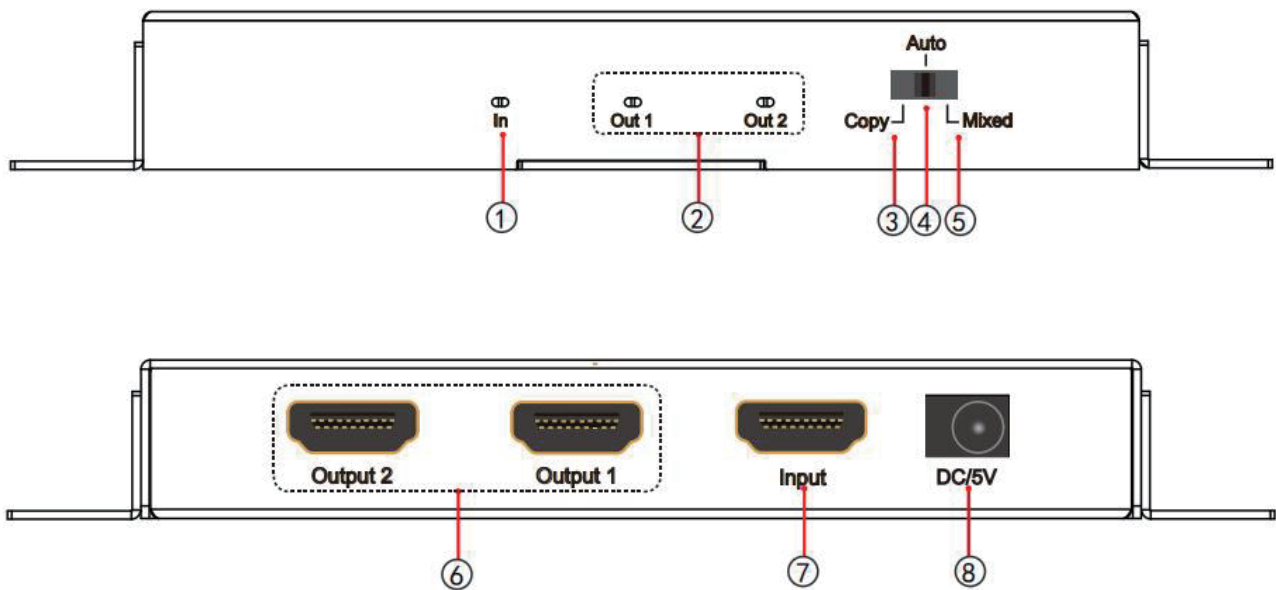 Auto
In Out 1 Out 2 Copy Mixed
① ② ③ ④ ⑤
Output 2 Output 1 Input DC/5V
⑥ ⑦ ⑧